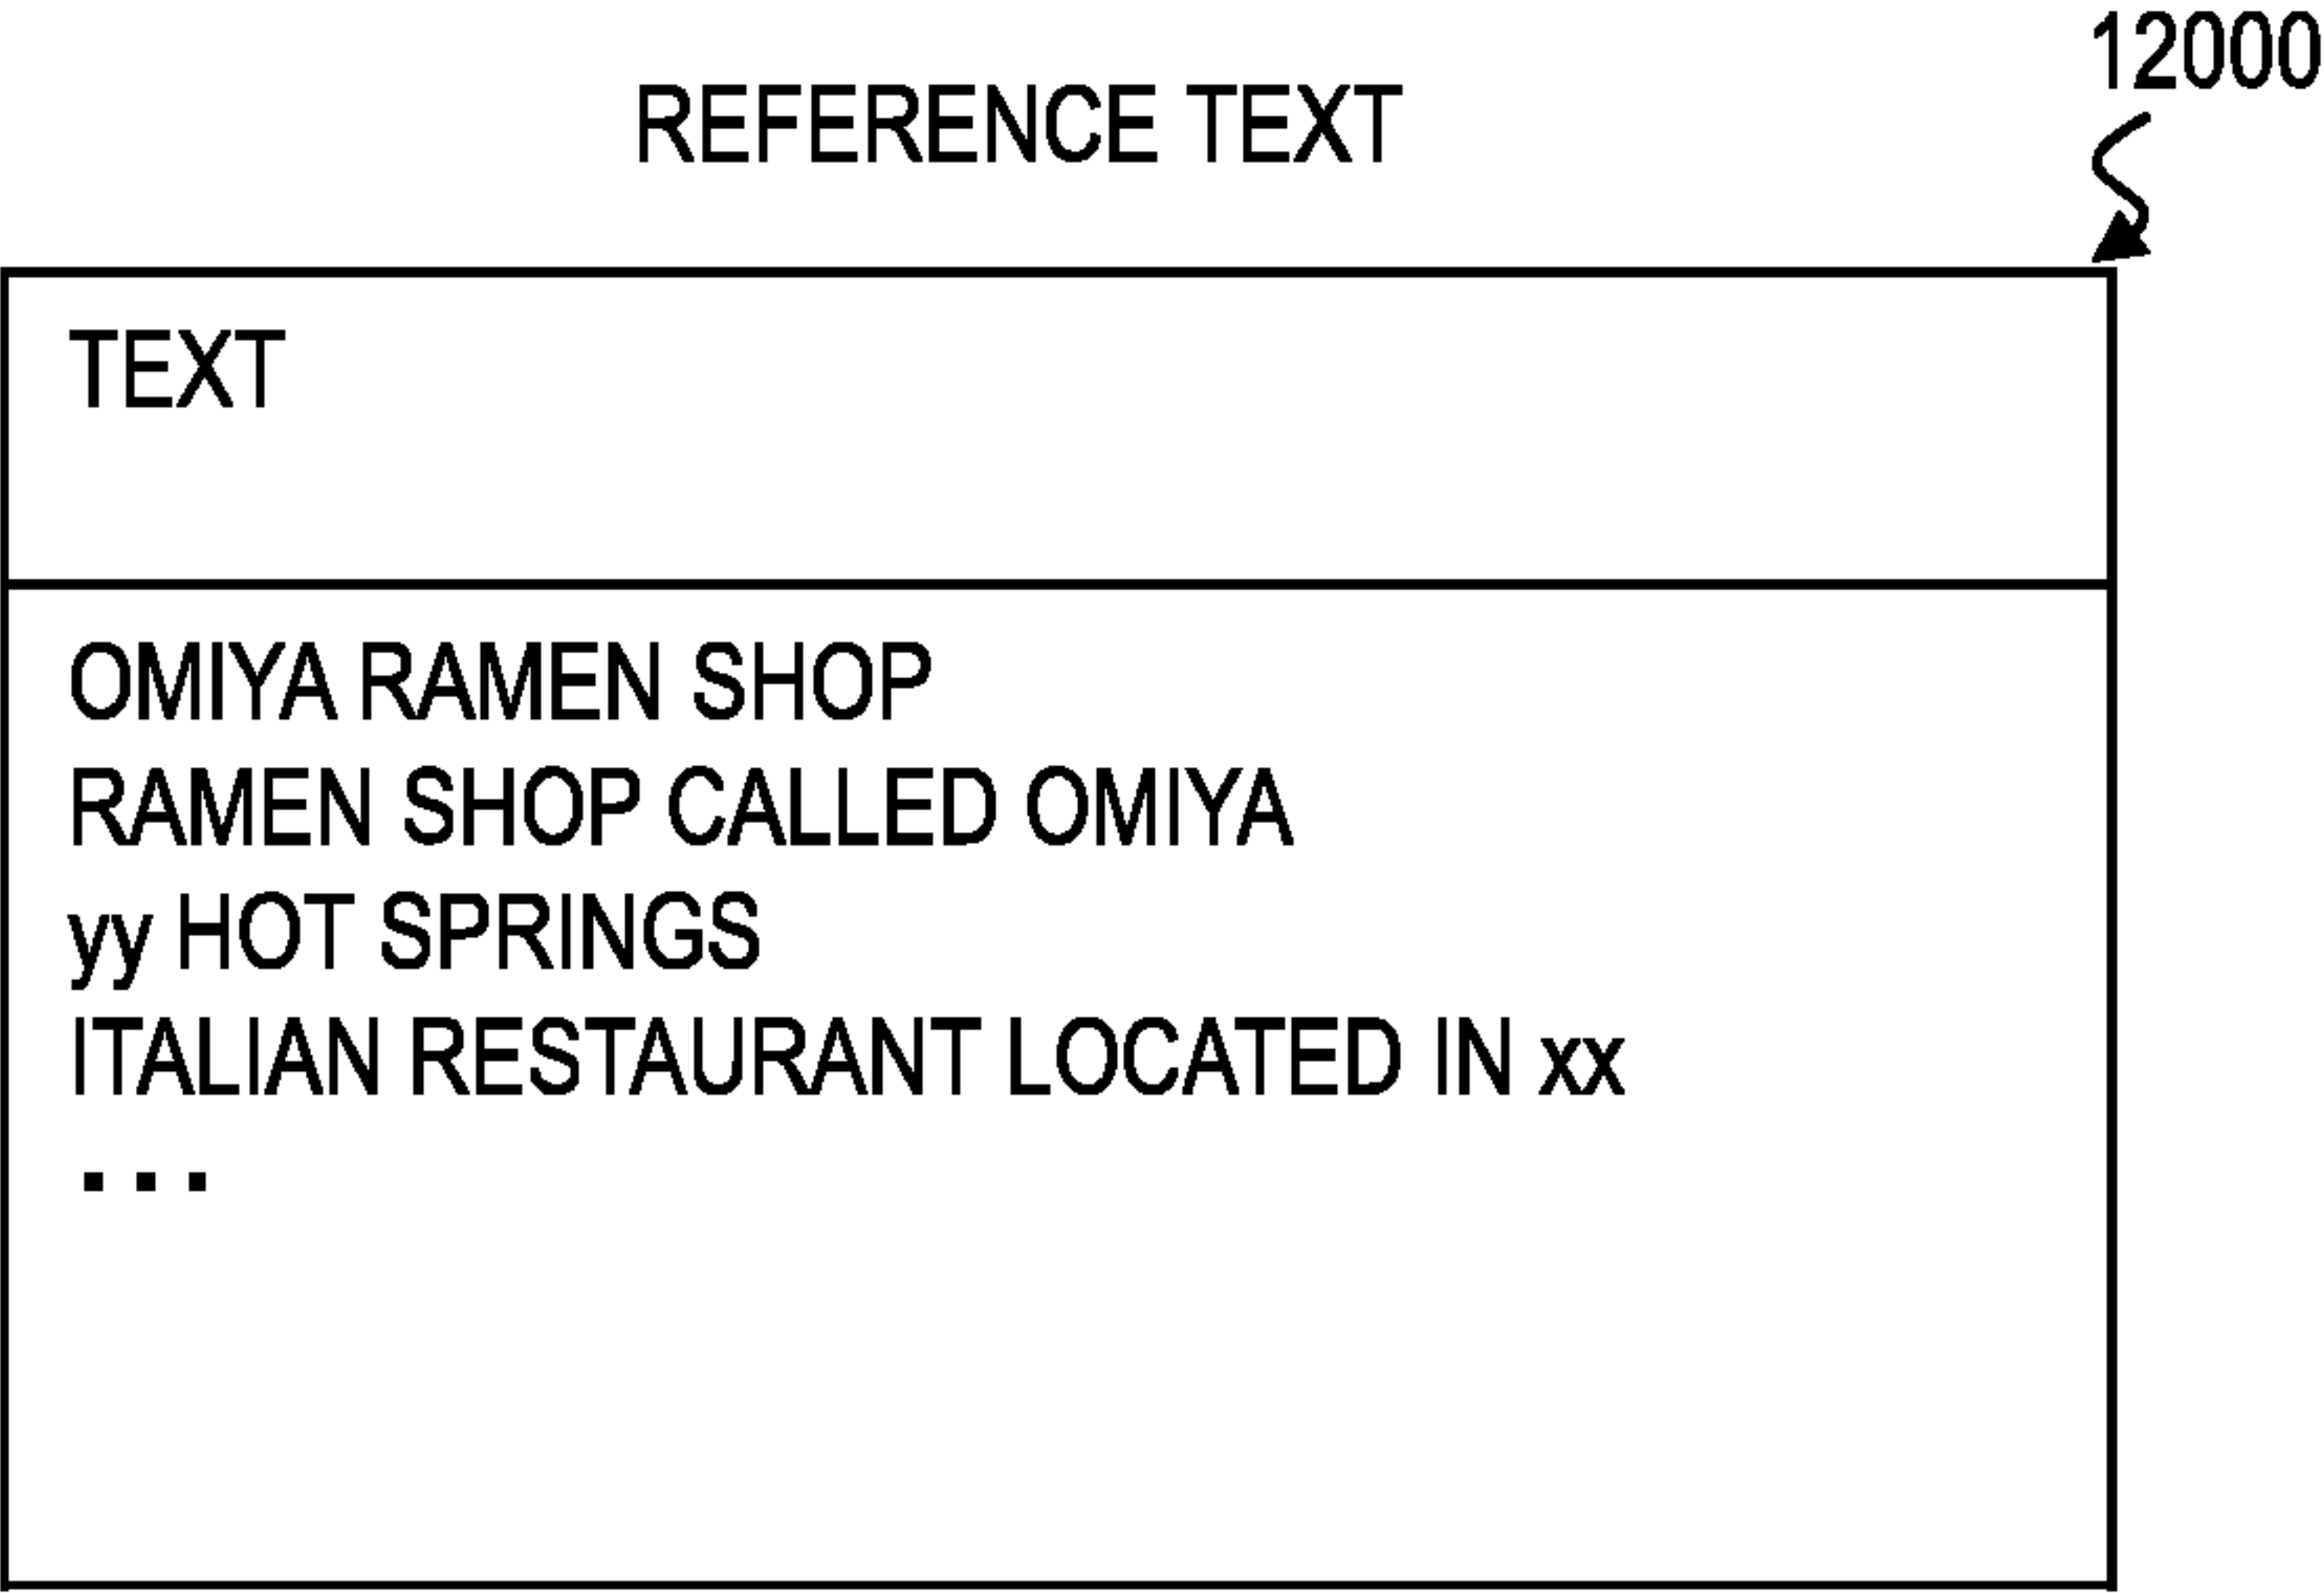 12000
REFERENCE TEXT
TEXT
OMIYA RAMEN SHOP
RAMEN SHOP CALLED OMIYA
yy HOT SPRINGS
ITALIAN RESTAURANT LOCATED IN xx
...